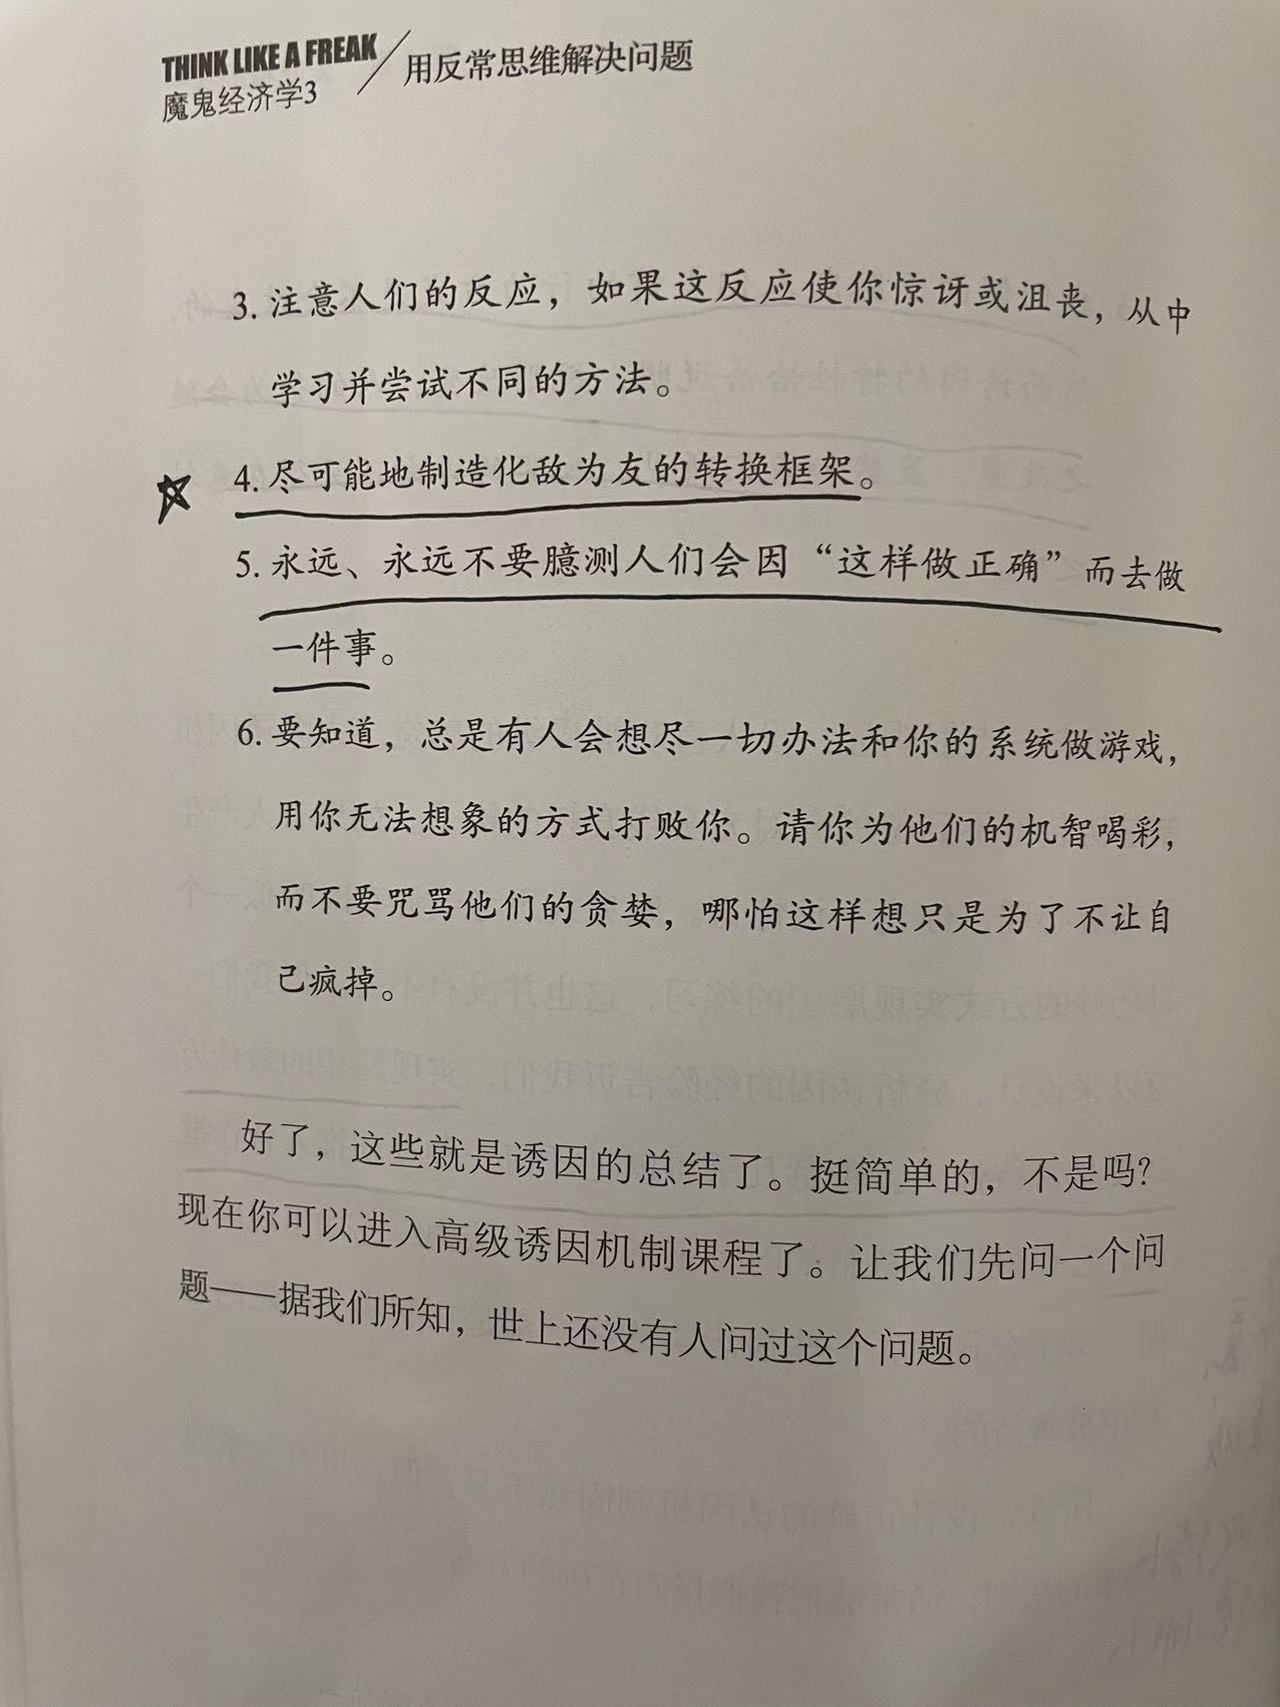 THINK LIKE A FREAK
魔鬼经济学3
用反常思维解决问题
3. 注意人们的反应，如果这反应使你惊讶或沮丧，从中
学习并尝试不同的方法。
4. 尽可能地制造化敌为友的转换框架。
5. 永远、永远不要臆测人们会因“这样做正确”而去做
一件事。
6. 要知道，总是有人会想尽一切办法和你的系统做游戏，
用你无法想象的方式打败你。请你为他们的机智喝彩，
而不要咒骂他们的贪婪，哪怕这样想只是为了不让自
己疯掉。
好了，这些就是诱因的总结了。挺简单的，不是吗？
现在你可以进入高级诱因机制课程了。让我们先问一个问
题——据我们所知，世上还没有人问过这个问题。